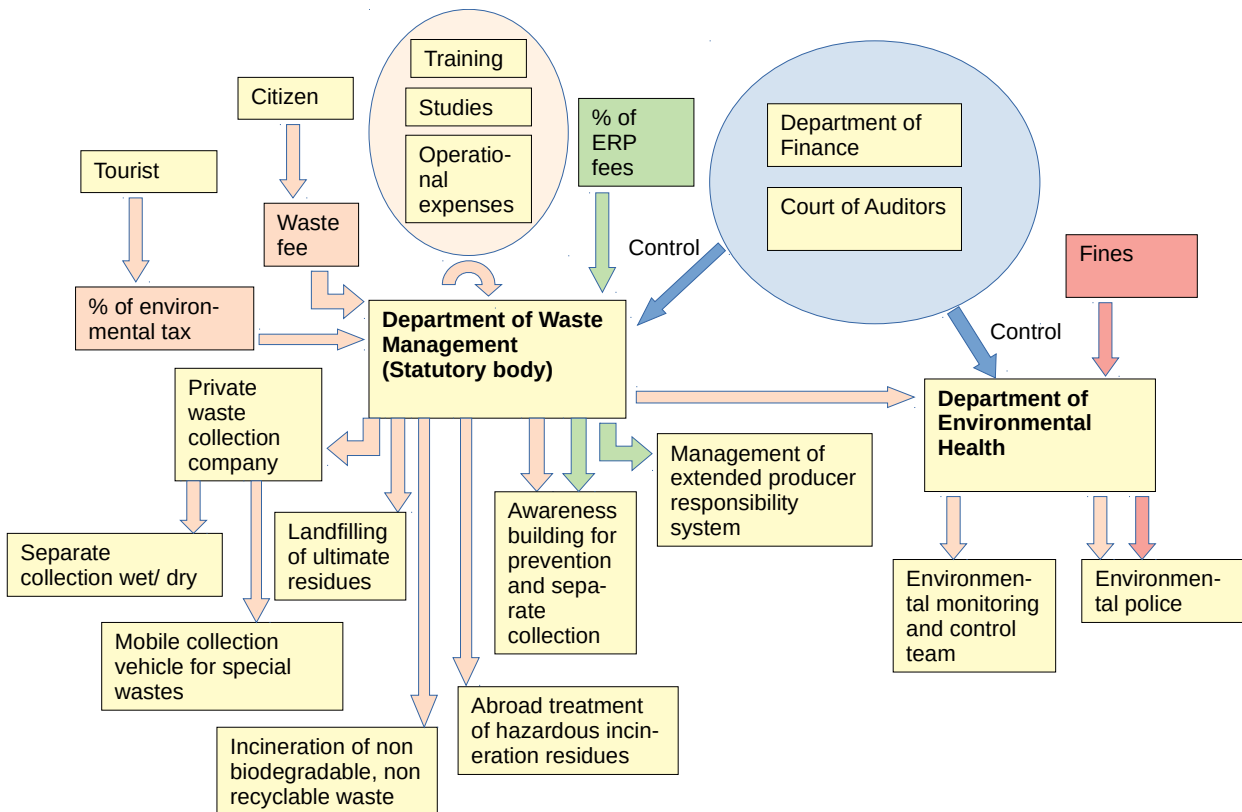 Training
Citizen
Studies
% of
ERP
fees
Department of
Finance
Operatio-
nal
expenses
Tourist
Court of Auditors
Waste
fee
Control
Fines
% of environ-
mental tax
Department of Waste
Management
(Statutory body)
Control
Private
waste
collection
company
Department of
Environmental
Health
Management of
extended producer
responsibility
system
Landfilling
of ultimate
residues
Awareness
building for
prevention
and sepa-
rate
collection
Separate
collection wet/ dry
Environmen-
tal monitoring
and control
team
Environmen-
tal police
Mobile collection
vehicle for special
wastes
Abroad treatment
of hazardous incin-
eration residues
Incineration of non
biodegradable, non
recyclable waste